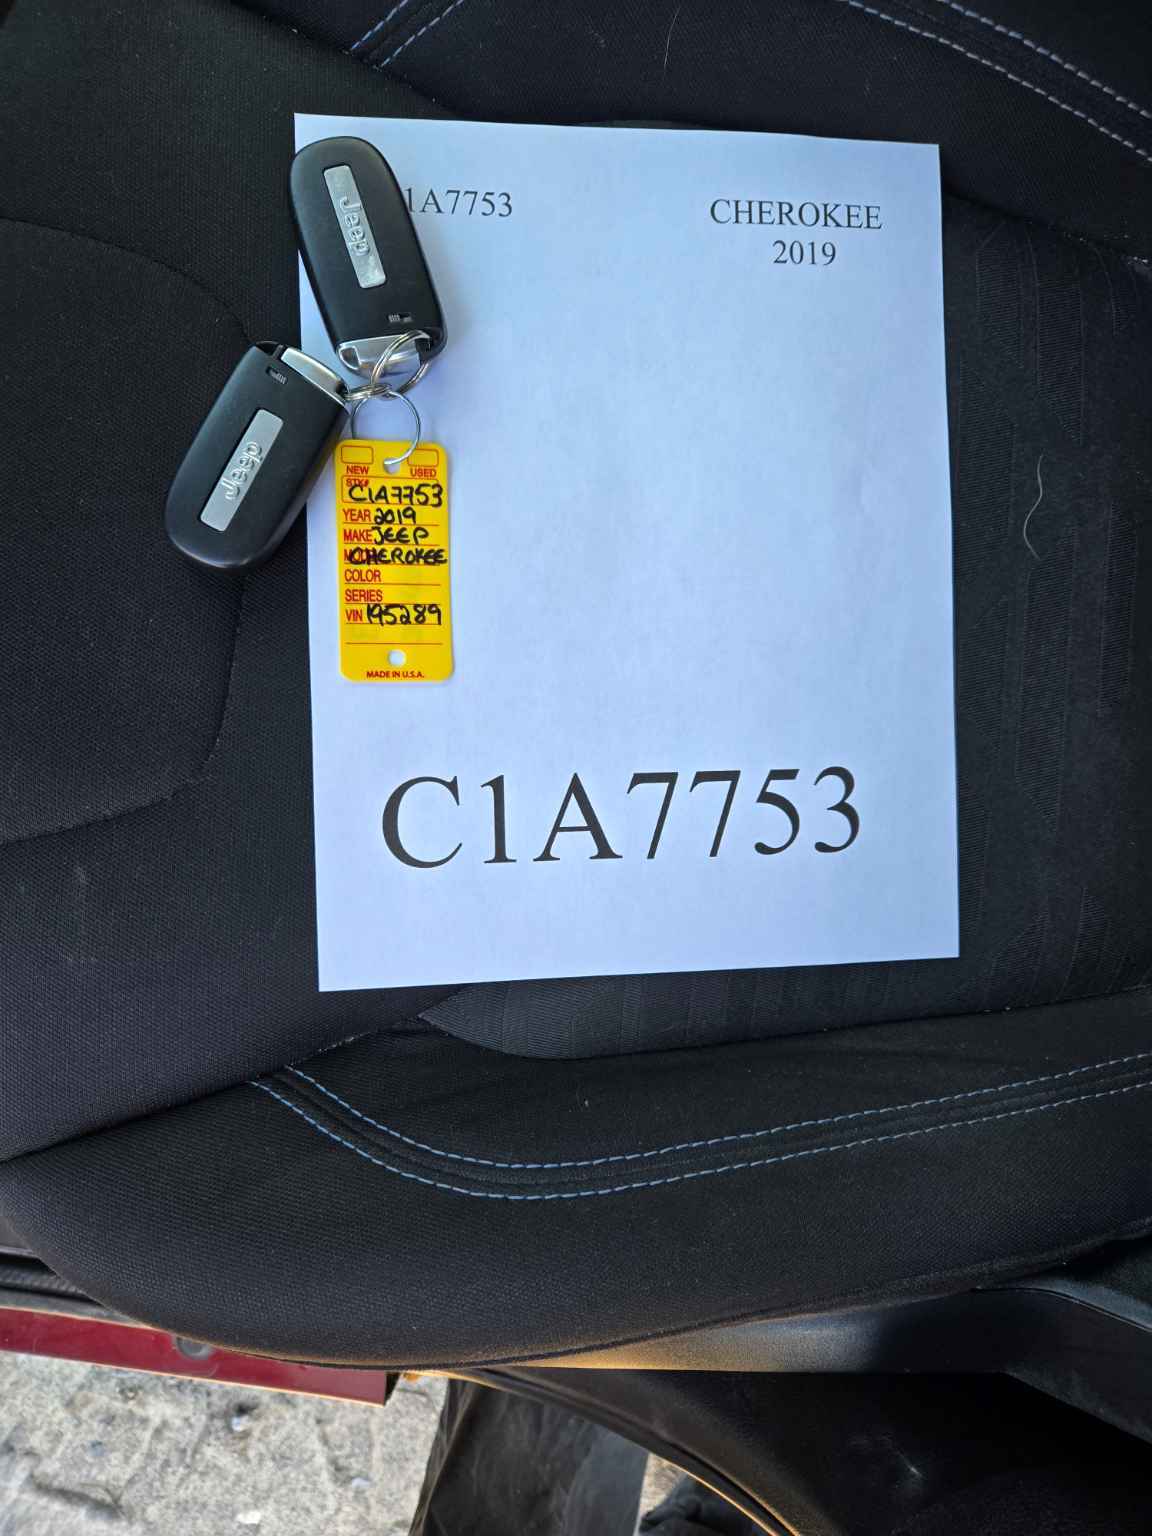 1A7753
CHEROKEE
2019
Jeep
Jeep
NEW
USED
STK#
C1A7753
YEAR 2019
MAKE JEEP
CHEROKEE
COLOR
SERIES
VIN 195289
MADE IN U.S.A.
C1A7753